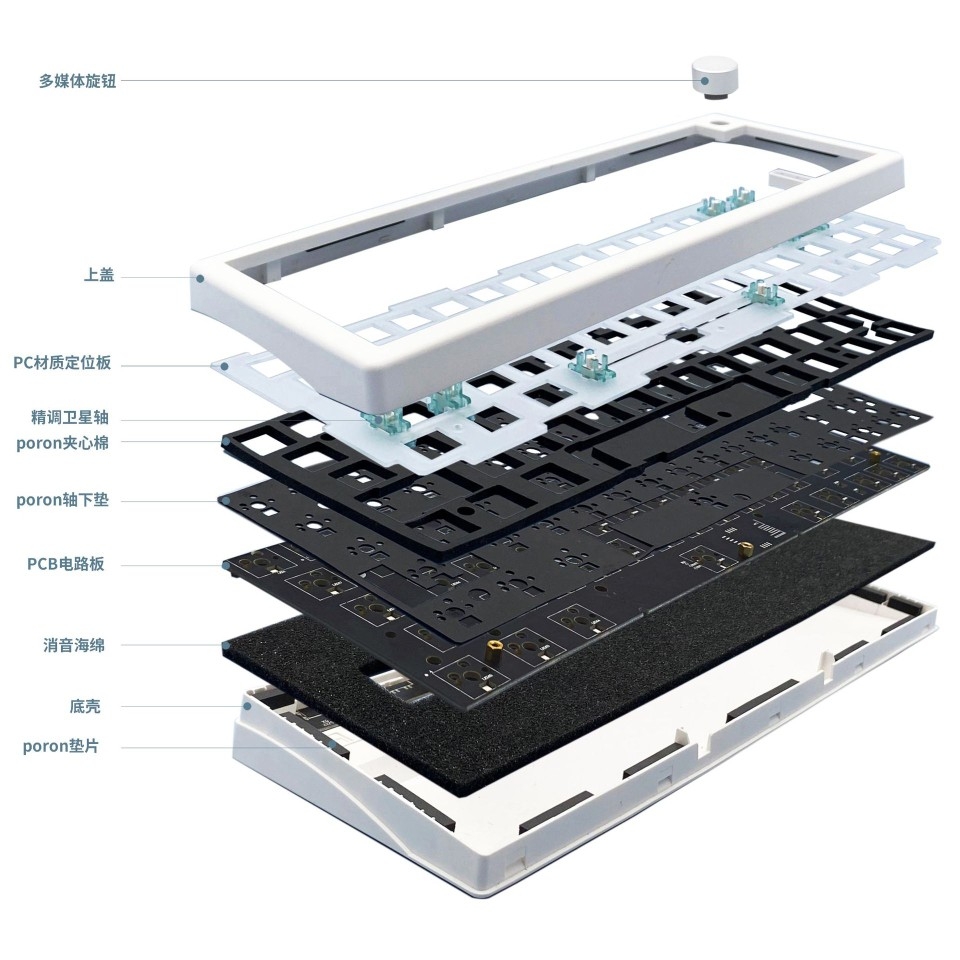 多媒体旋钮
上盖
PC材质定位板
精调卫星轴
poron夹心棉
poron轴下垫
PCB电路板
消音海绵
底壳
poron垫片